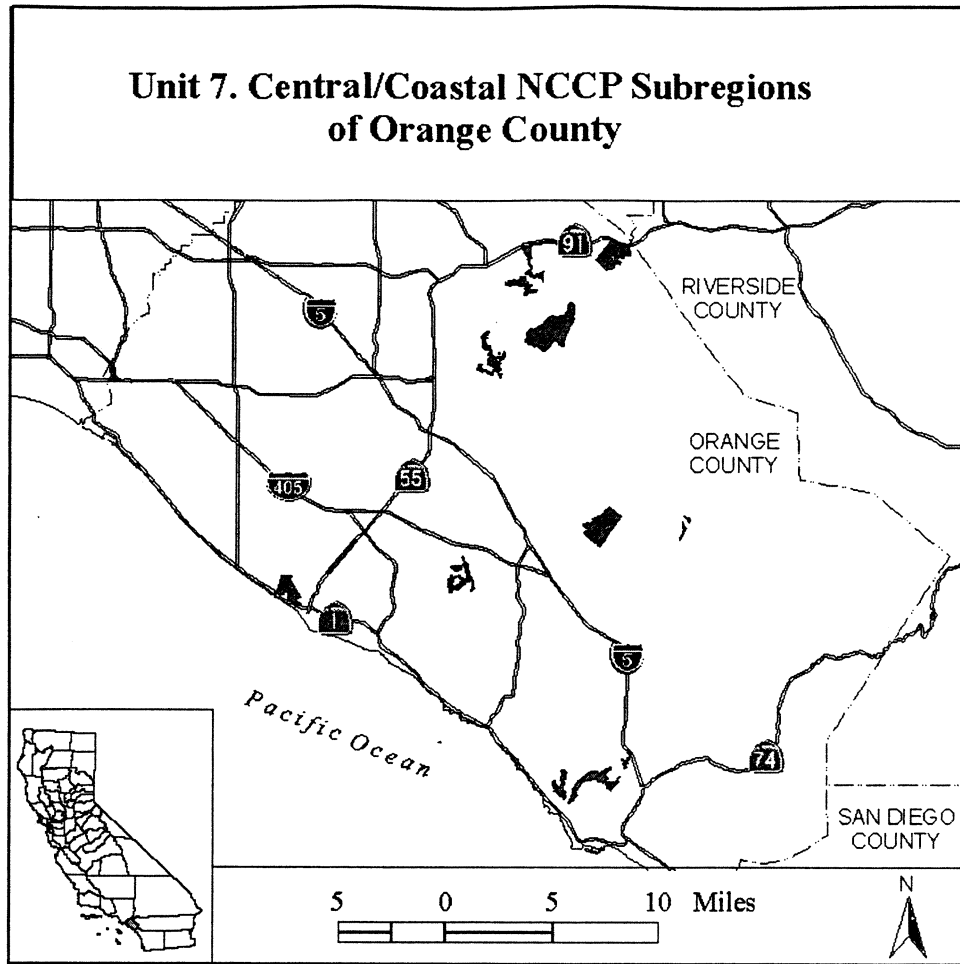 Unit 7. Central/Coastal NCCP Subregions
of Orange County
91
RIVERSIDE
COUNTY
5
ORANGE
COUNTY
55
405
1
5
Pacific Ocean
74
SAN DIEGO
COUNTY
N
5 0 5 10 Miles